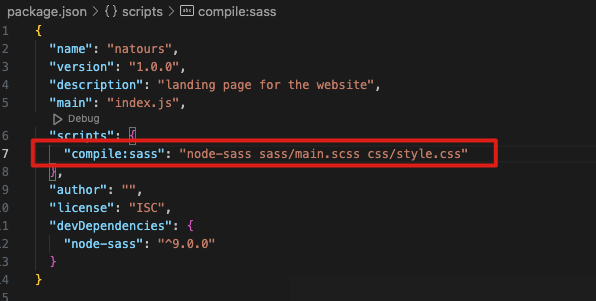 package.json > {} scripts > abc compile:sass
1 {
2 "name": "natours",
3 "version": "1.0.0",
4 "description": "landing page for the website",
5 "main": "index.js",
Debug
6 "scripts": {
7 "compile:sass": "node-sass sass/main.scss css/style.css"
8 },
9 "author": "",
10 "license": "ISC",
11 "devDependencies": {
12 "node-sass": "^9.0.0"
13 }
14 }
15